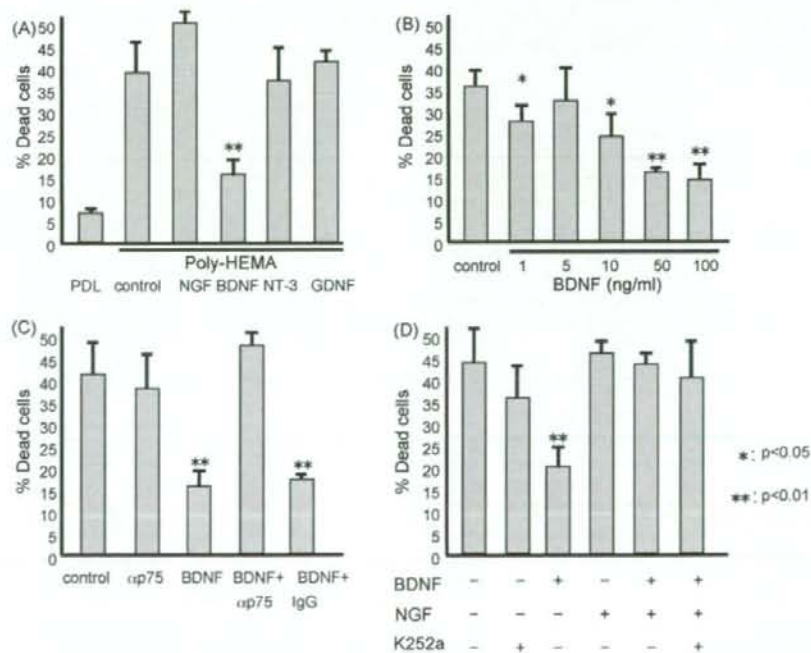 (A)
% Dead cells
50
45
40
35
30
25
20
15
10
5
0
**
Poly-HEMA
PDL control NGF BDNF NT-3 GDNF
(B)
% Dead cells
50
45
40
35
30
25
20
15
10
5
0
* * ** **
control 1 5 10 50 100
BDNF (ng/ml)
(C)
% Dead cells
50
45
40
35
30
25
20
15
10
5
0
** **
control αp75 BDNF BDNF+ BDNF+
αp75 IgG
(D)
% Dead cells
50
45
40
35
30
25
20
15
10
5
0
**
*: p<0.05
**: p<0.01
BDNF – – + – + +
NGF – – – + + +
K252a – + – – – +